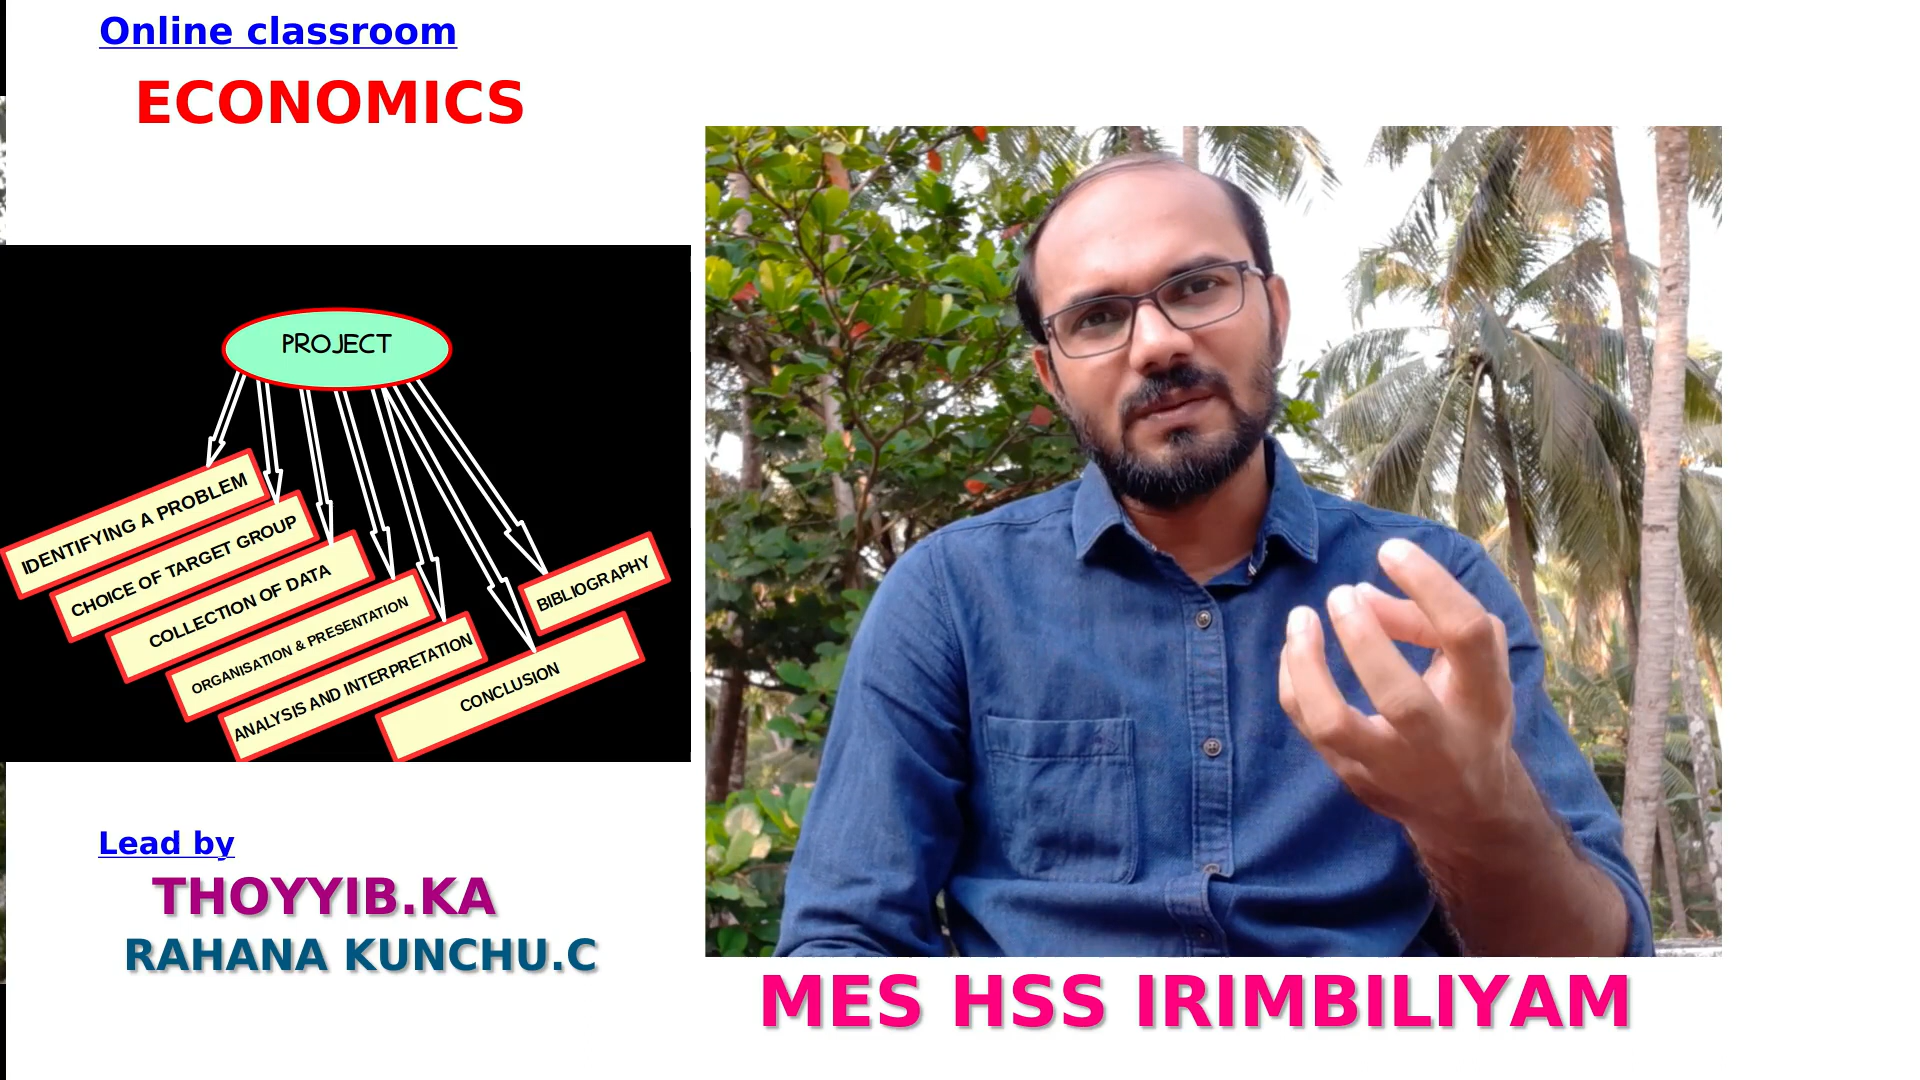 Online classroom
ECONOMICS
PROJECT
IDENTIFYING A PROBLEM
CHOICE OF TARGET GROUP
COLLECTION OF DATA
ORGANISATION & PRESENTATION
ANALYSIS AND INTERPRETATION
CONCLUSION
BIBLIOGRAPHY
Lead by
THOYYIB.KA
RAHANA KUNCHU.C
MES HSS IRIMBILIYAM